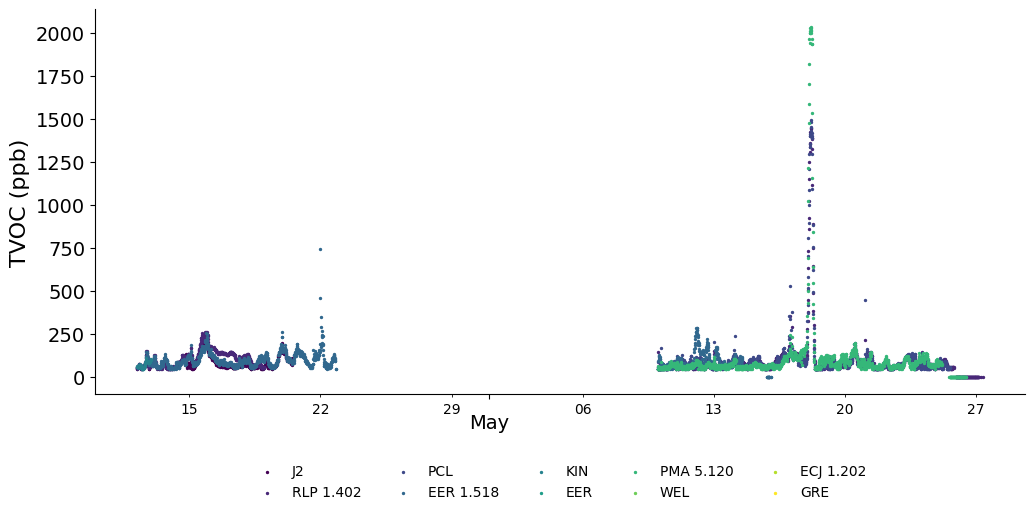 2000
1750
1500
1250
1000
750
500
250
0
TVOC (ppb)
15 22 29 06 13 20 27
May
J2 PCL KIN PMA 5.120 ECJ 1.202
RLP 1.402 EER 1.518 EER WEL GRE